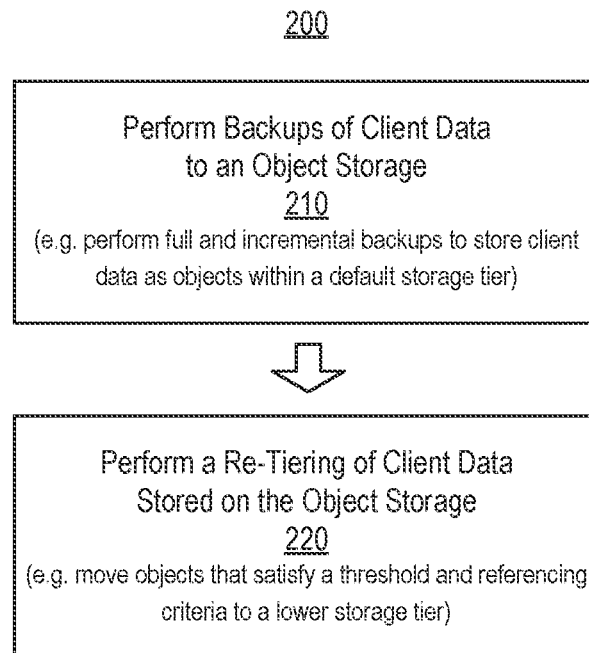 200
Perform Backups of Client Data
to an Object Storage
210
(e.g. perform full and incremental backups to store client
data as objects within a default storage tier)
Perform a Re-Tiering of Client Data
Stored on the Object Storage
220
(e.g. move objects that satisfy a threshold and referencing
criteria to a lower storage tier)